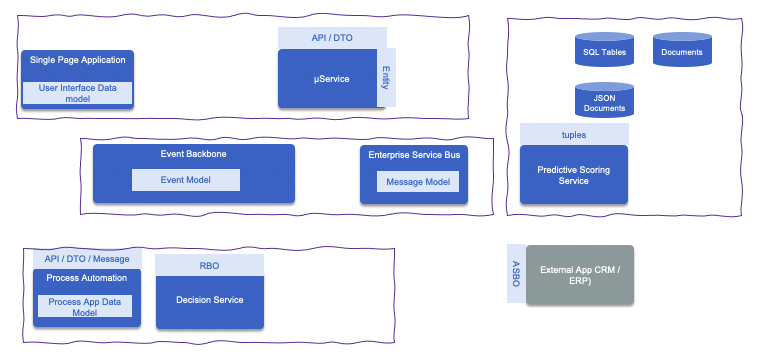 API / DTO
Single Page Application
User Interface Data
model
µService
Entity
SQL Tables
Documents
JSON
Documents
tuples
Predictive Scoring
Service
Event Backbone
Event Model
Enterprise Service Bus
Message Model
API / DTO / Message
Process Automation
Process App Data
Model
RBO
Decision Service
ASBO
External App CRM /
ERP)